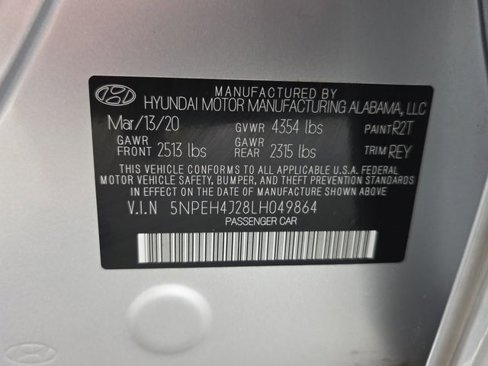 MANUFACTURED BY
HYUNDAI MOTOR MANUFACTURING ALABAMA, LLC
Mar/13/20 GVWR 4354 lbs PAINT R2T
GAWR FRONT 2513 lbs GAWR REAR 2315 lbs TRIM REY
THIS VEHICLE CONFORMS TO ALL APPLICABLE U.S.A. FEDERAL
MOTOR VEHICLE SAFETY, BUMPER, AND THEFT PREVENTION STANDARDS
IN EFFECT ON THE DATE OF MANUFACTURE SHOWN ABOVE
V.I.N 5NPEH4J28LH049864
PASSENGER CAR